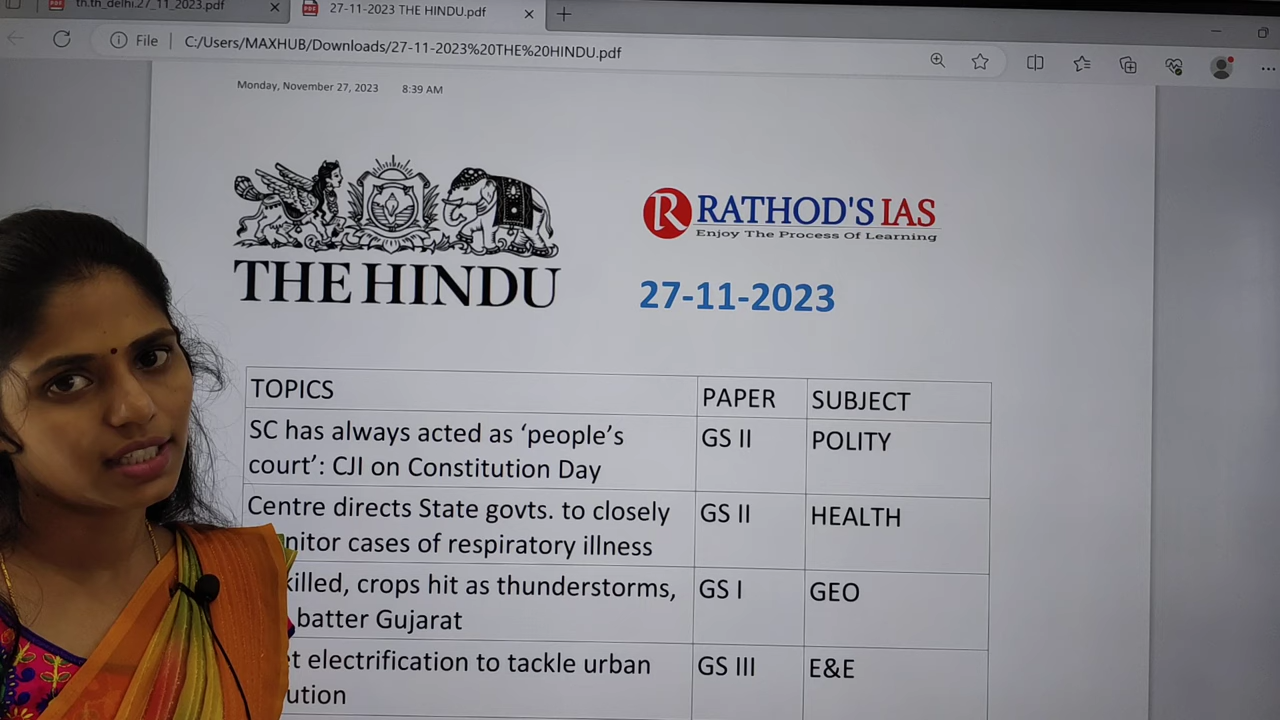 th.th_delhi.27_11_2023.pdf
27-11-2023 THE HINDU.pdf
File
C:/Users/MAXHUB/Downloads/27-11-2023%20THE%20HINDU.pdf
Monday, November 27, 2023 8:39 AM
THE HINDU
R RATHOD'S IAS
Enjoy The Process Of Learning
27-11-2023
TOPICS PAPER SUBJECT
SC has always acted as ‘people’s
court’: CJI on Constitution Day
GS II POLITY
Centre directs State govts. to closely
nitor cases of respiratory illness
GS II HEALTH
killed, crops hit as thunderstorms,
batter Gujarat
GS I GEO
et electrification to tackle urban
ution
GS III E&E